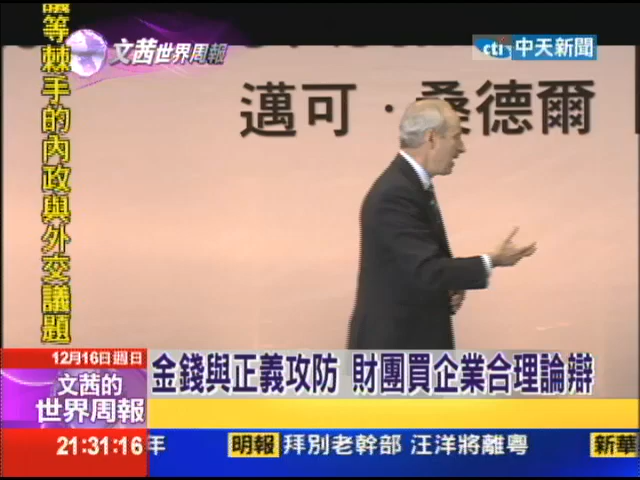 議等棘手的內政與外交議題
文茜世界周報
cti 中天新聞
邁可·桑德爾
12月16日週日
文茜的
世界周報
金錢與正義攻防 財團買企業合理論辯
21:31:16
年 明報 拜別老幹部 汪洋將離粵 新華